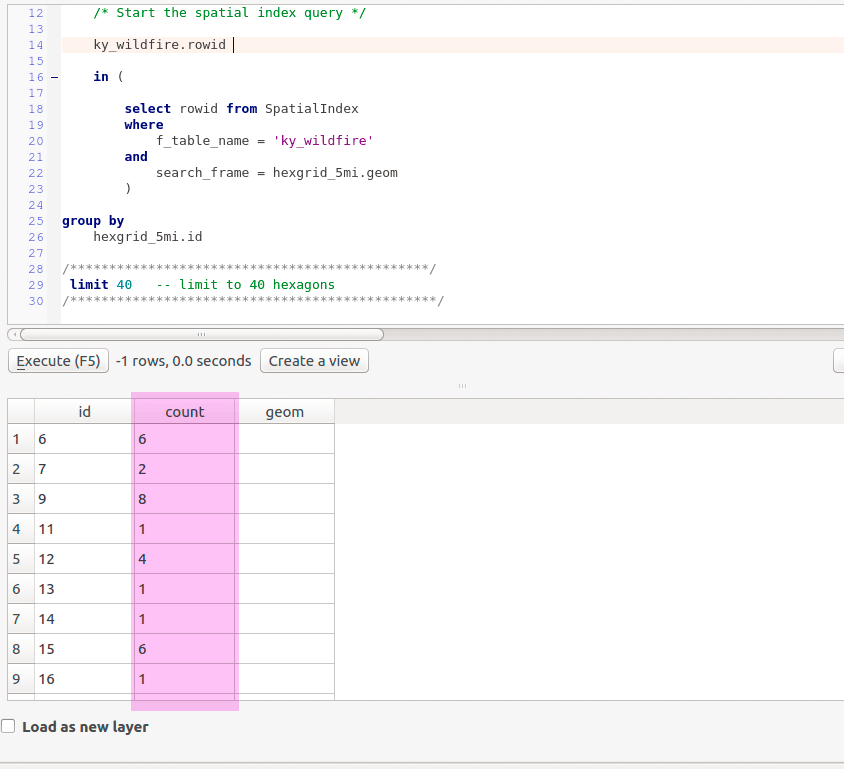 12 /* Start the spatial index query */
13
14 ky_wildfire.rowid
15
16 in (
17
18 select rowid from SpatialIndex
19 where
20 f_table_name = 'ky_wildfire'
21 and
22 search_frame = hexgrid_5mi.geom
23 )
24
25 group by
26 hexgrid_5mi.id
27
28 /**********************************************/
29 limit 40 -- limit to 40 hexagons
30 /***********************************************/
Execute (F5) -1 rows, 0.0 seconds Create a view
id count geom
1 6 6
2 7 2
3 9 8
4 11 1
5 12 4
6 13 1
7 14 1
8 15 6
9 16 1
Load as new layer